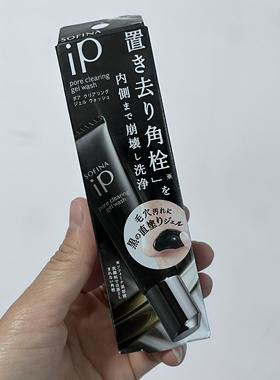 SOFINA
iP
pore clearing
gel wash
ポア クリアリング
ジェル ウォッシュ
置き去り角栓」※を
内側まで崩壊し洗浄
毛穴汚れに
黒の直塗りジェル
SOFINA
iP
pore clearing
gel wash